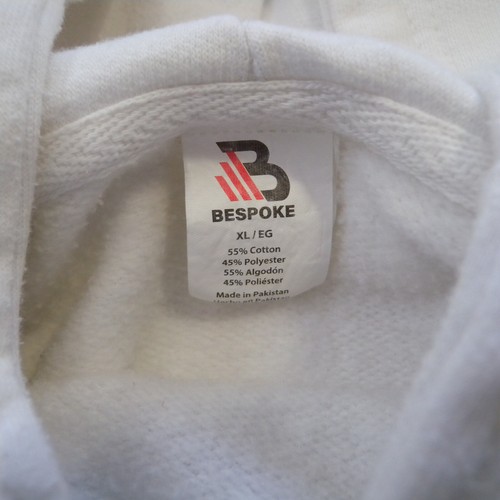 B
BESPOKE
XL / EG
55% Cotton
45% Polyester
55% Algodón
45% Poliéster
Made in Pakistan